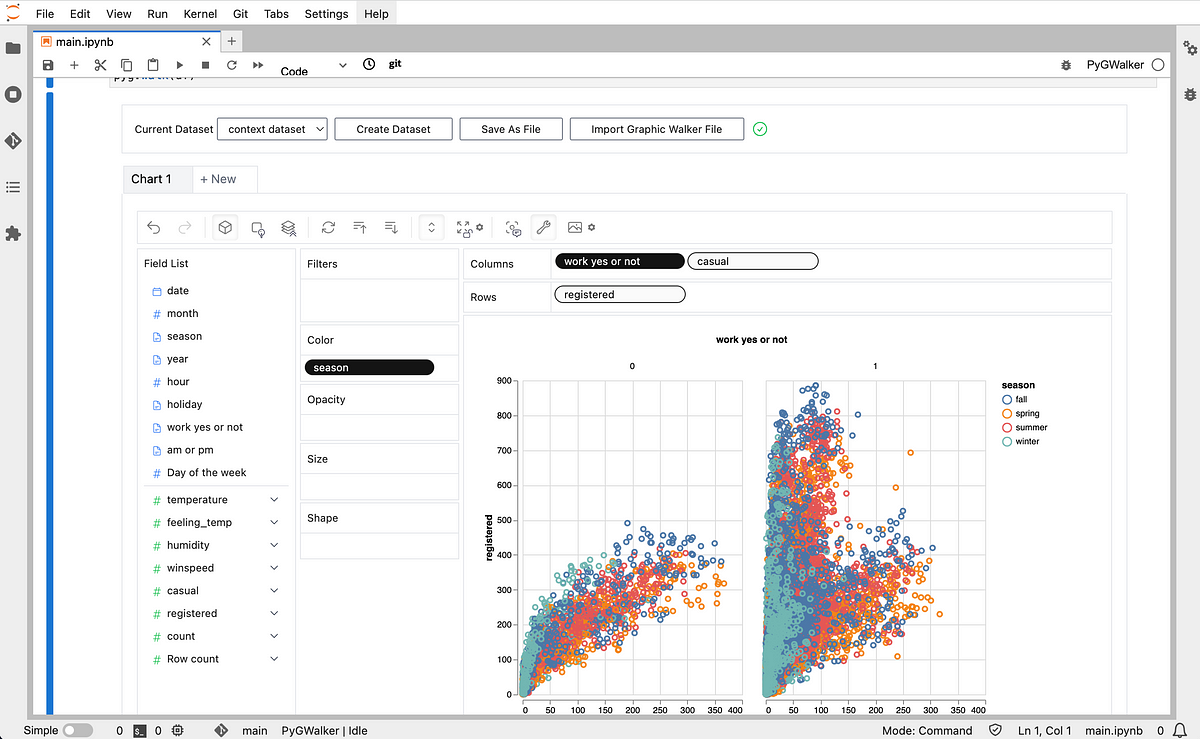 File Edit View Run Kernel Git Tabs Settings Help
main.ipynb
Code git PyGWalker
Current Dataset context dataset Create Dataset Save As File Import Graphic Walker File
Chart 1 + New
Field List
date
month
season
year
hour
holiday
work yes or not
am or pm
Day of the week
temperature
feeling_temp
humidity
winspeed
casual
registered
count
Row count
Filters
Color
season
Opacity
Size
Shape
Columns work yes or not casual
Rows registered
work yes or not
0 1
registered
900
800
700
600
500
400
300
200
100
0
0 50 100 150 200 250 300 350 400
0 50 100 150 200 250 300 350 400
season
fall
spring
summer
winter
Simple 0 $_ 0 main PyGWalker | Idle Mode: Command Ln 1, Col 1 main.ipynb 0